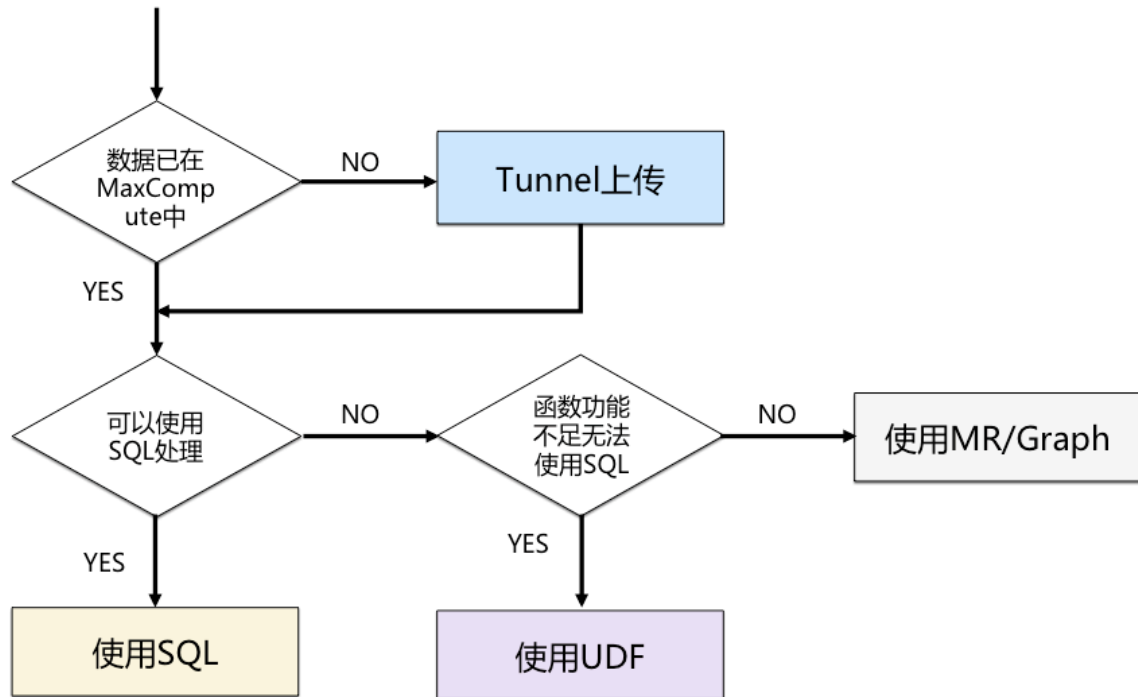 数据已在
MaxComp
ute中
NO
Tunnel上传
YES
可以使用
SQL处理
NO
函数功能
不足无法
使用SQL
NO
使用MR/Graph
YES
YES
使用SQL
使用UDF